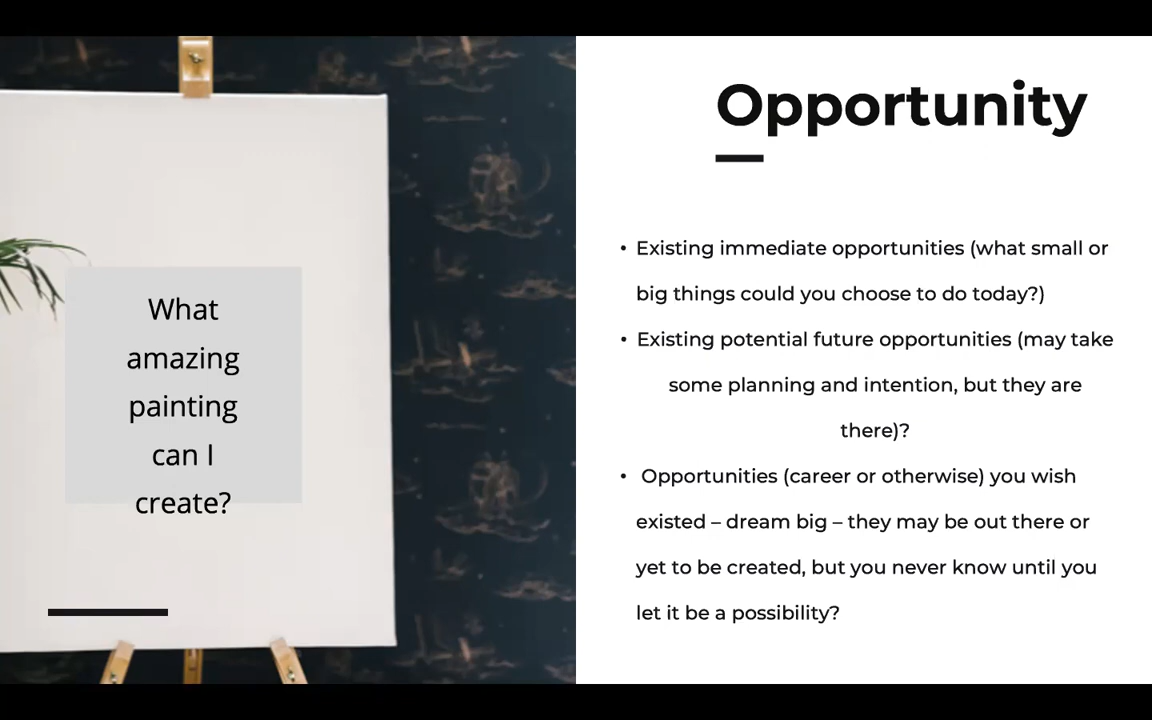 What
amazing
painting
can I
create?
Opportunity
• Existing immediate opportunities (what small or
big things could you choose to do today?)
• Existing potential future opportunities (may take
some planning and intention, but they are
there)?
• Opportunities (career or otherwise) you wish
existed – dream big – they may be out there or
yet to be created, but you never know until you
let it be a possibility?